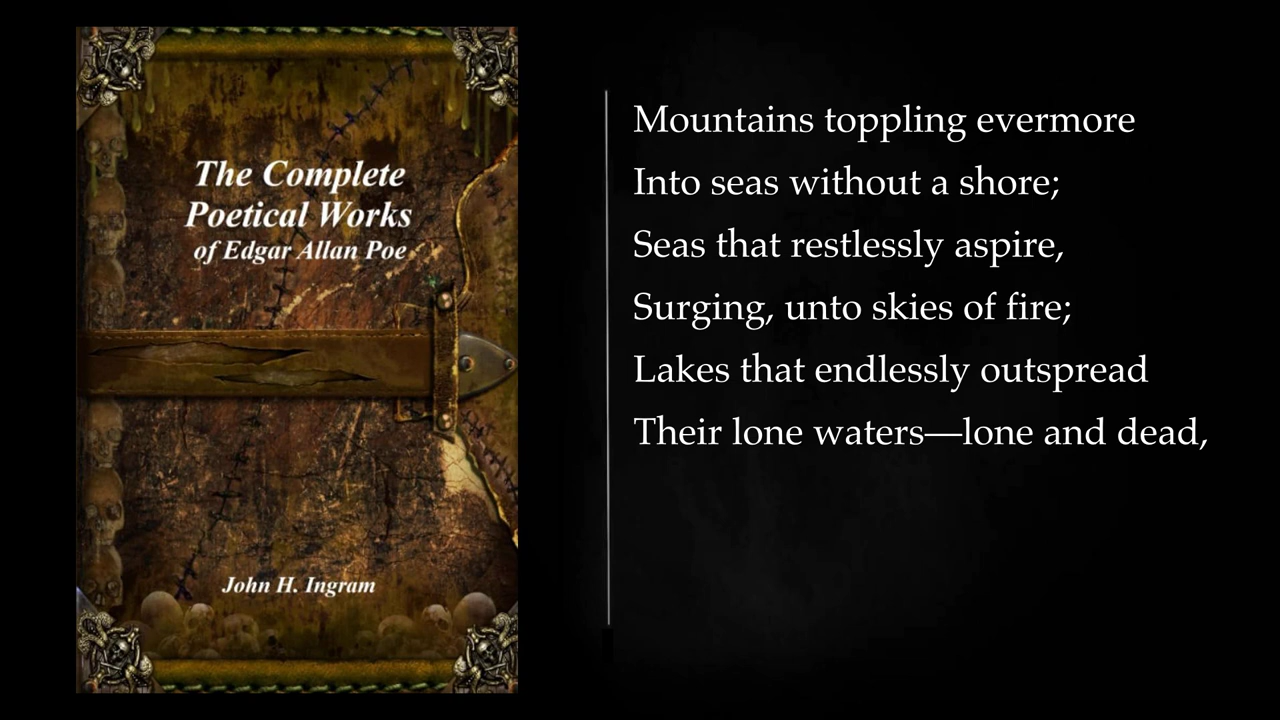 The Complete
Poetical Works
of Edgar Allan Poe
John H. Ingram
Mountains toppling evermore
Into seas without a shore;
Seas that restlessly aspire,
Surging, unto skies of fire;
Lakes that endlessly outspread
Their lone waters—lone and dead,